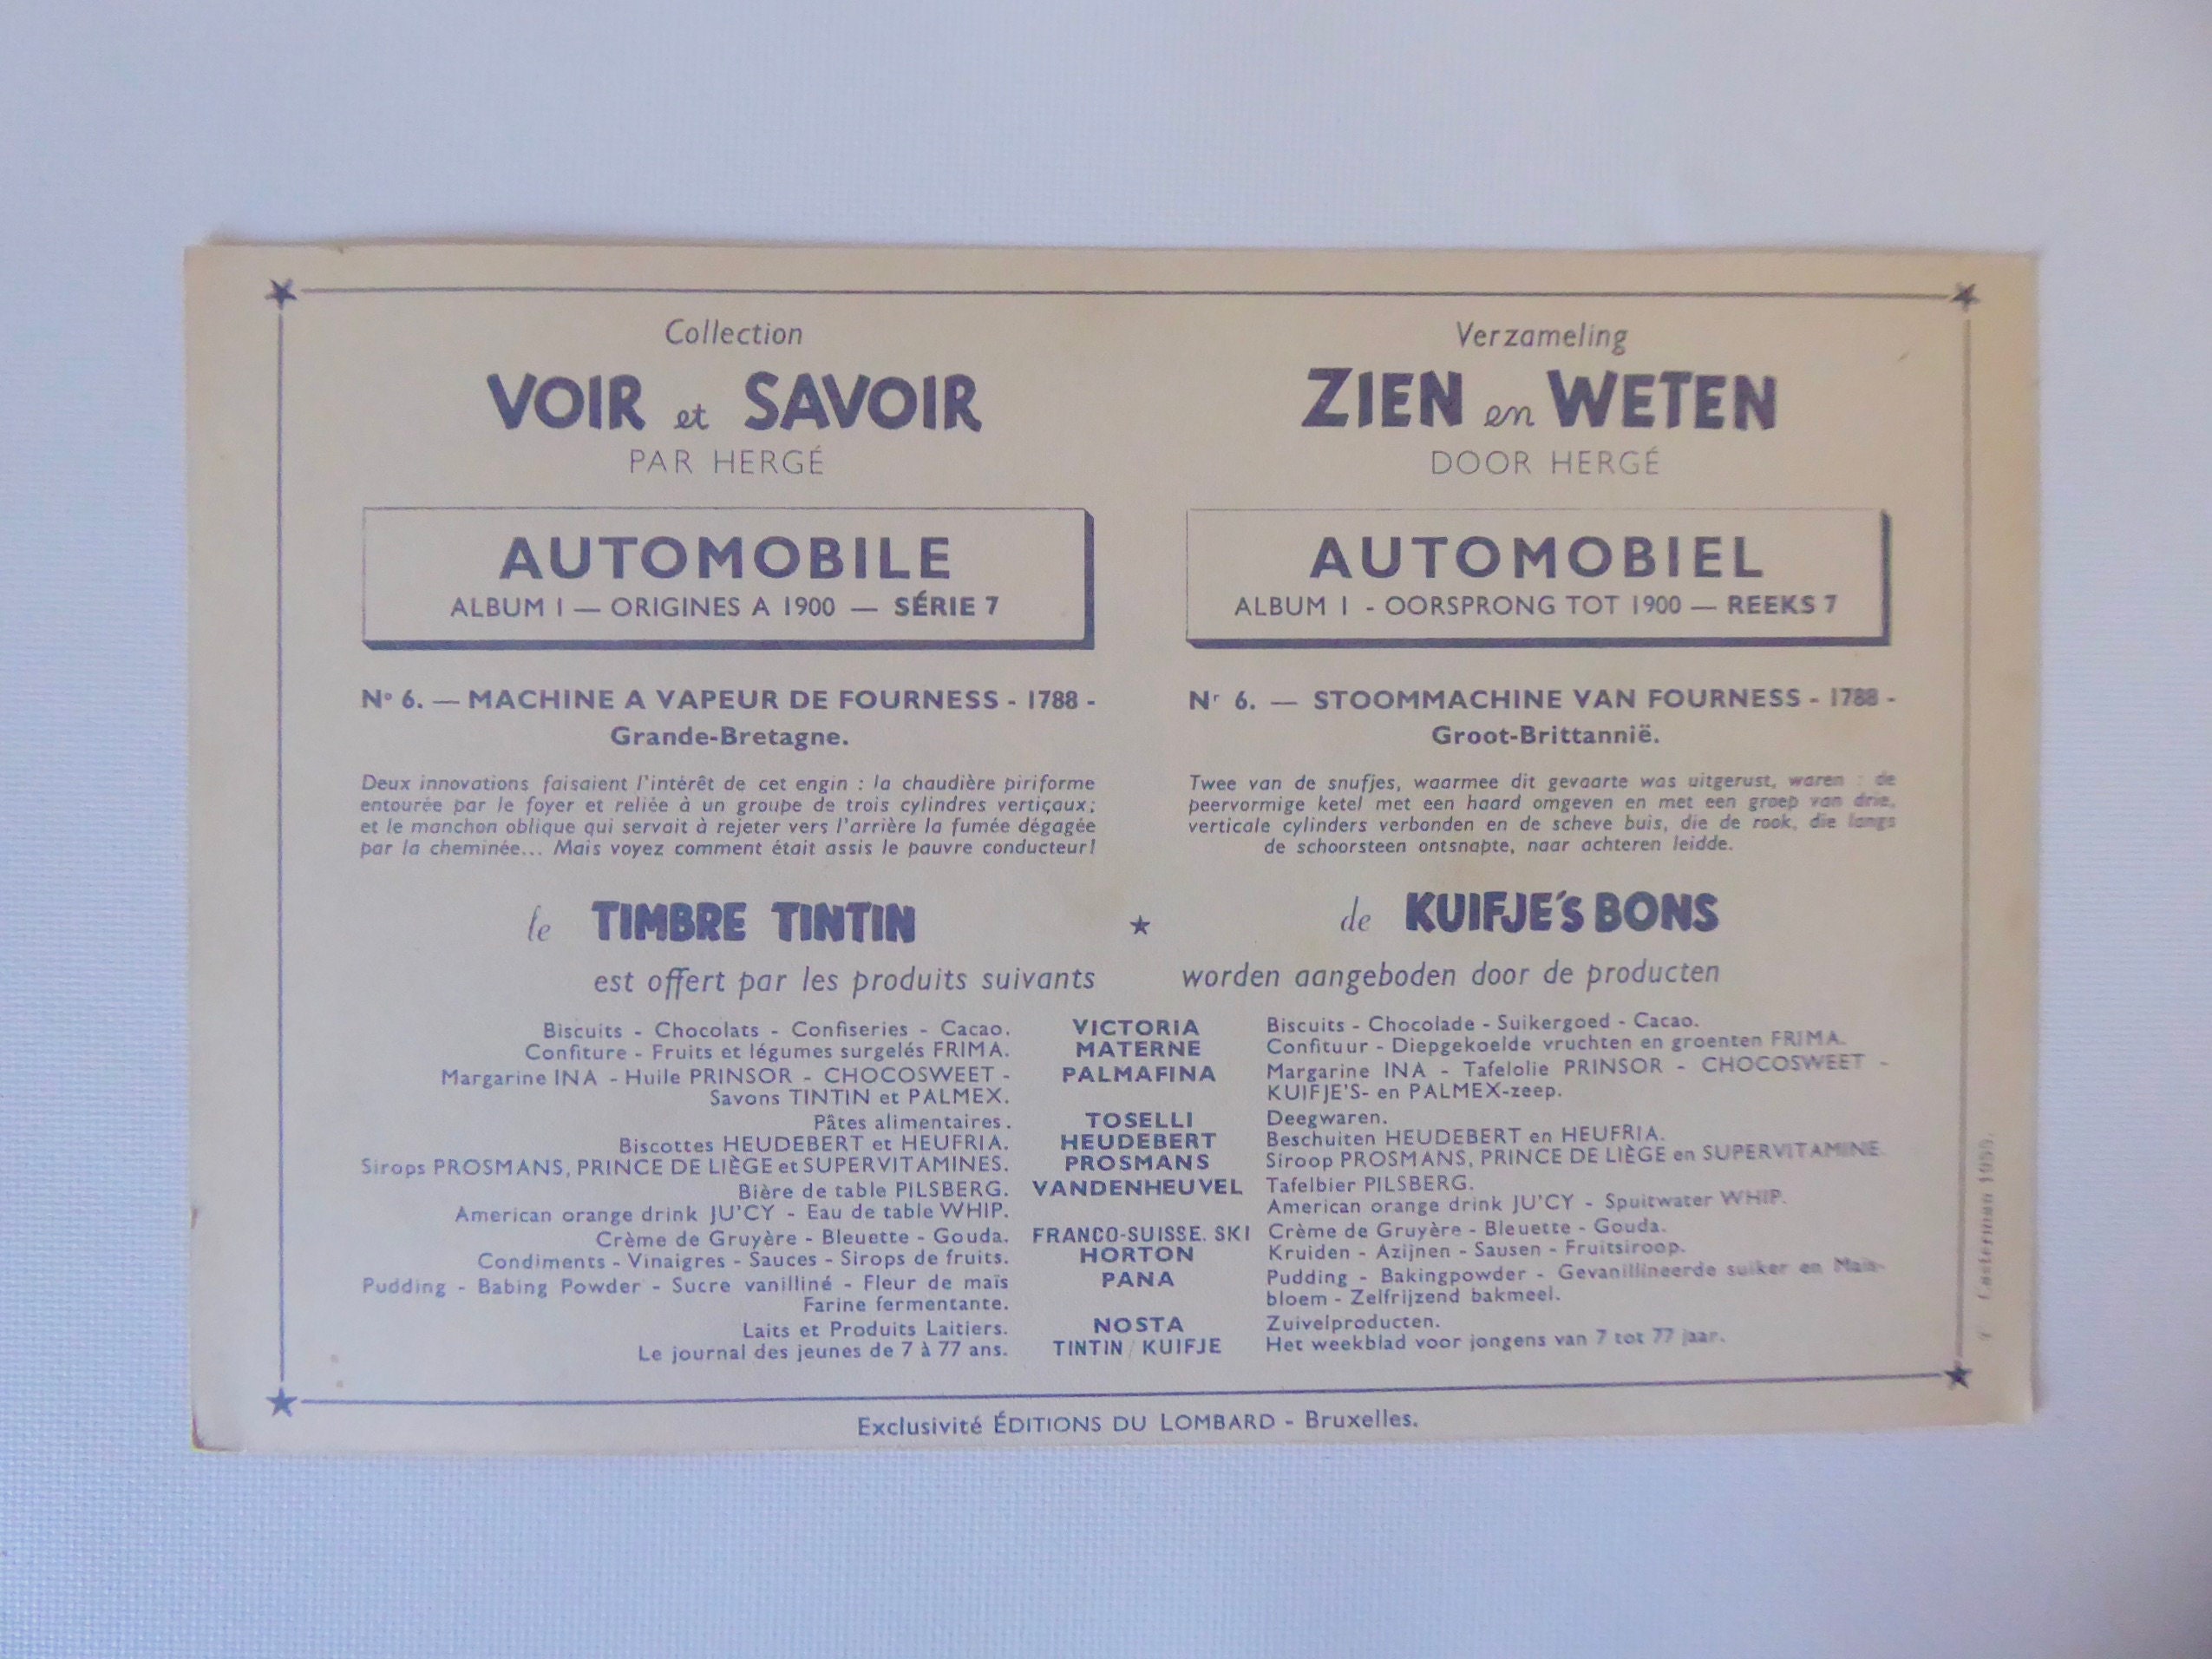 Collection
VOIR et SAVOIR
PAR HERGÉ
AUTOMOBILE
ALBUM I — ORIGINES A 1900 — SÉRIE 7
Nº 6. — MACHINE A VAPEUR DE FOURNESS - 1788 -
Grande-Bretagne.
Deux innovations faisaient l'intérêt de cet engin : la chaudière piriforme
entourée par le foyer et reliée à un groupe de trois cylindres verticaux;
et le manchon oblique qui servait à rejeter vers l'arrière la fumée dégagée
par la cheminée... Mais voyez comment était assis le pauvre conducteur!
le TIMBRE TINTIN
est offert par les produits suivants
Verzameling
ZIEN en WETEN
DOOR HERGÉ
AUTOMOBIEL
ALBUM I - OORSPRONG TOT 1900 — REEKS 7
Nr 6. — STOOMMACHINE VAN FOURNESS - 1788 -
Groot-Brittannië.
Twee van de snufjes, waarmee dit gevaarte was uitgerust, waren : de
peervormige ketel met een haard omgeven en met een groep van drie,
verticale cylinders verbonden en de scheve buis, die de rook, die langs
de schoorsteen ontsnapte, naar achteren leidde.
de KUIFJE'S BONS
worden aangeboden door de producten
Biscuits - Chocolats - Confiseries - Cacao. VICTORIA Biscuits - Chocolade - Suikergoed - Cacao.
Confiture - Fruits et légumes surgelés FRIMA. MATERNE Confituur - Diepgekoelde vruchten en groenten FRIMA.
Margarine INA - Huile PRINSOR - CHOCOSWEET - PALMAFINA Margarine INA - Tafelolie PRINSOR - CHOCOSWEET -
Savons TINTIN et PALMEX. KUIFJE'S- en PALMEX-zeep.
Pâtes alimentaires. TOSELLI Deegwaren.
Biscottes HEUDEBERT et HEUFRIA. HEUDEBERT Beschuiten HEUDEBERT en HEUFRIA.
Sirops PROSMANS, PRINCE DE LIÈGE et SUPERVITAMINES. PROSMANS Siroop PROSMANS, PRINCE DE LIÈGE en SUPERVITAMINE.
Bière de table PILSBERG. VANDENHEUVEL Tafelbier PILSBERG.
American orange drink JU'CY - Eau de table WHIP. American orange drink JU'CY - Spuitwater WHIP.
Crème de Gruyère - Bleuette - Gouda. FRANCO-SUISSE. SKI Crème de Gruyère - Bleuette - Gouda.
Condiments - Vinaigres - Sauces - Sirops de fruits. HORTON Kruiden - Azijnen - Sausen - Fruitsiroop.
Pudding - Babing Powder - Sucre vanilliné - Fleur de maïs PANA Pudding - Bakingpowder - Gevanillineerde suiker en Maïs-
Farine fermentante. bloem - Zelfrijzend bakmeel.
Laits et Produits Laitiers. NOSTA Zuivelproducten.
Le journal des jeunes de 7 à 77 ans. TINTIN / KUIFJE Het weekblad voor jongens van 7 tot 77 jaar.
Exclusivité ÉDITIONS DU LOMBARD - Bruxelles.
Casterman